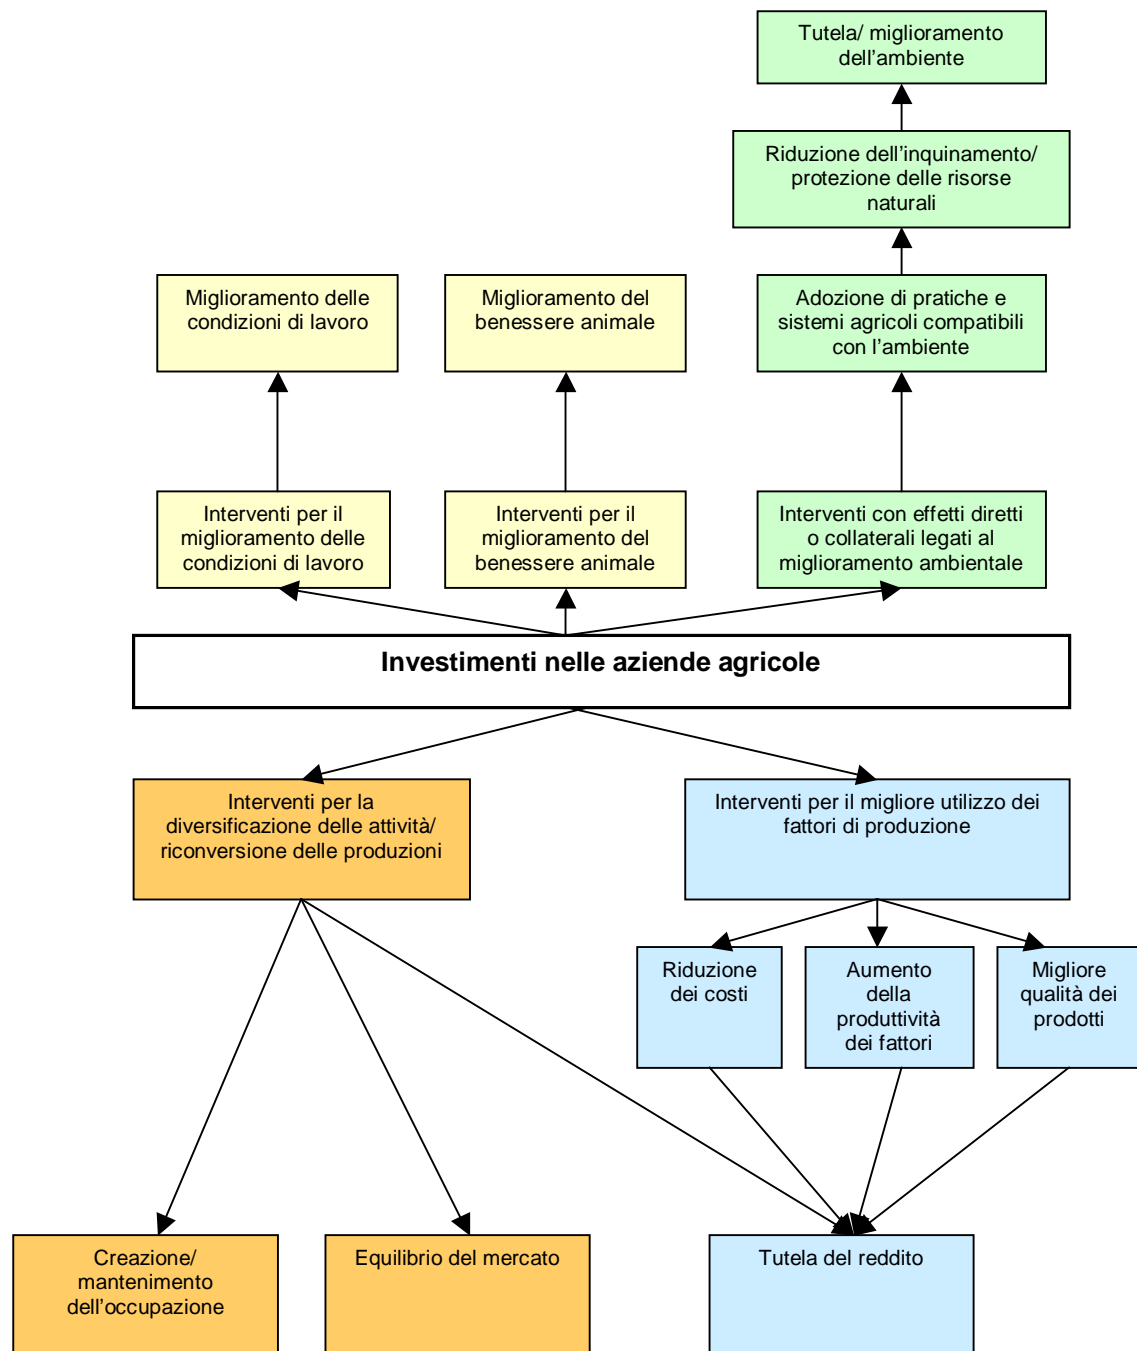 Tutela/ miglioramento
dell’ambiente
Riduzione dell’inquinamento/
protezione delle risorse
naturali
Miglioramento delle
condizioni di lavoro
Miglioramento del
benessere animale
Adozione di pratiche e
sistemi agricoli compatibili
con l’ambiente
Interventi per il
miglioramento delle
condizioni di lavoro
Interventi per il
miglioramento del
benessere animale
Interventi con effetti diretti
o collaterali legati al
miglioramento ambientale
Investimenti nelle aziende agricole
Interventi per la
diversificazione delle attività/
riconversione delle produzioni
Interventi per il migliore utilizzo dei
fattori di produzione
Riduzione
dei costi
Aumento
della
produttività
dei fattori
Migliore
qualità dei
prodotti
Creazione/
mantenimento
dell’occupazione
Equilibrio del mercato
Tutela del reddito